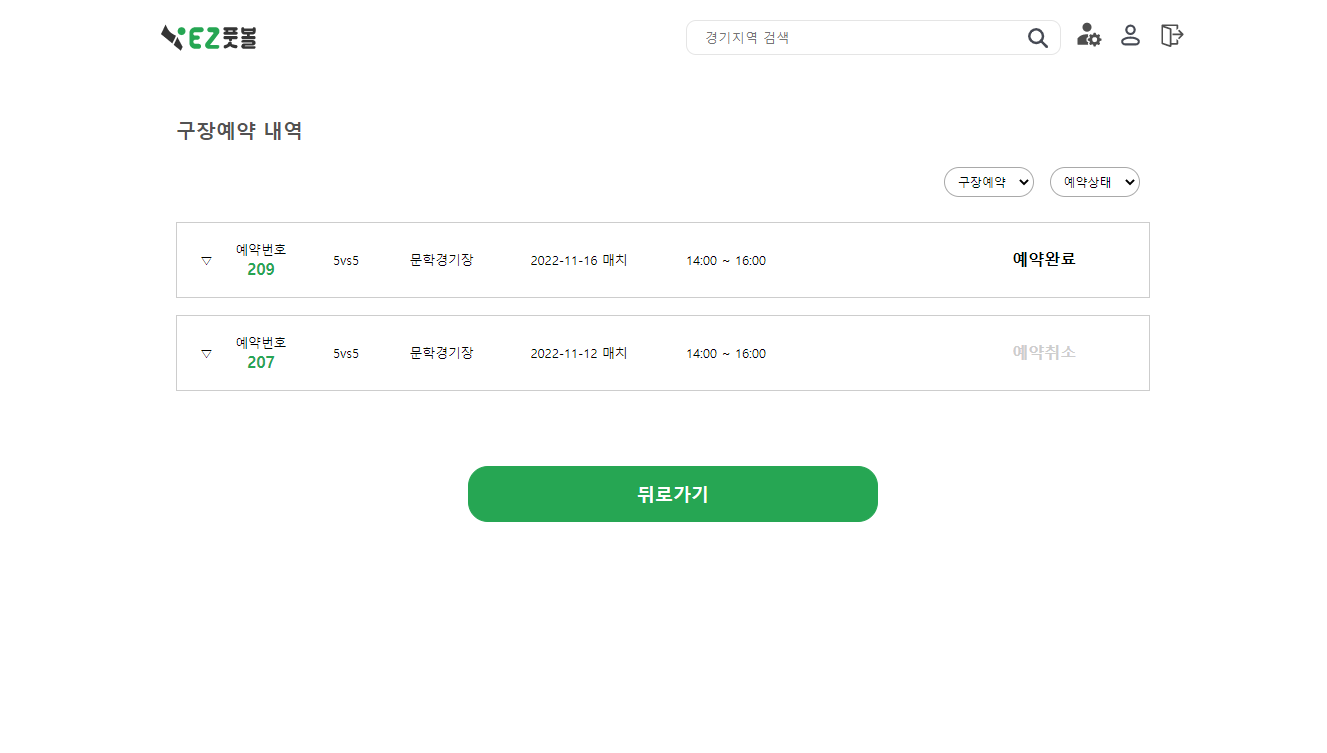 EZ풋볼
경기지역 검색
구장예약 내역
구장예약 예약상태
▽ 예약번호 209 5vs5 문학경기장 2022-11-16 매치 14:00 ~ 16:00 예약완료
▽ 예약번호 207 5vs5 문학경기장 2022-11-12 매치 14:00 ~ 16:00 예약취소
뒤로가기